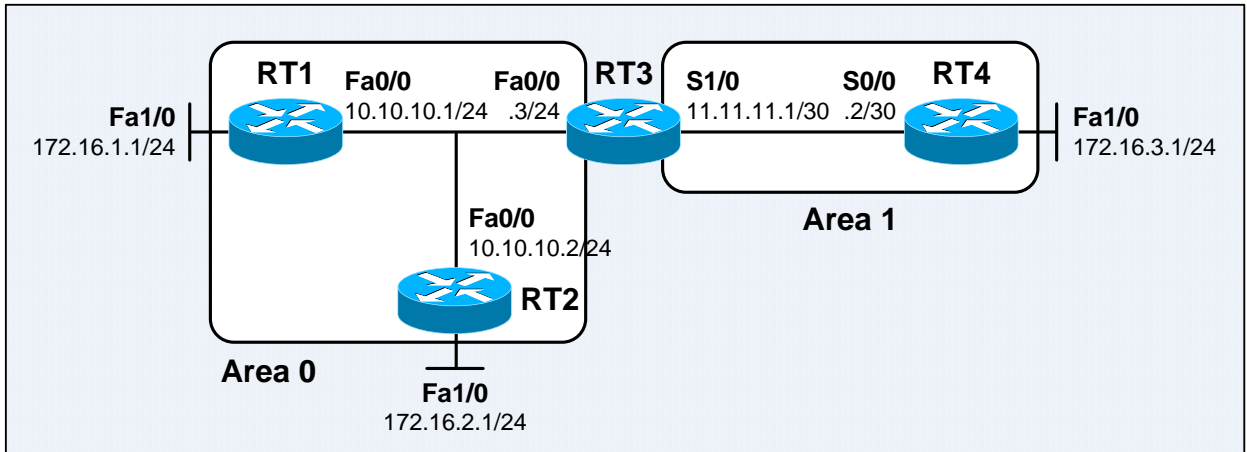 RT1
Fa0/0
Fa0/0
RT3
S1/0
S0/0
RT4
10.10.10.1/24
.3/24
11.11.11.1/30
.2/30
Fa1/0
172.16.1.1/24
Fa1/0
172.16.3.1/24
Fa0/0
10.10.10.2/24
Area 1
RT2
Area 0
Fa1/0
172.16.2.1/24